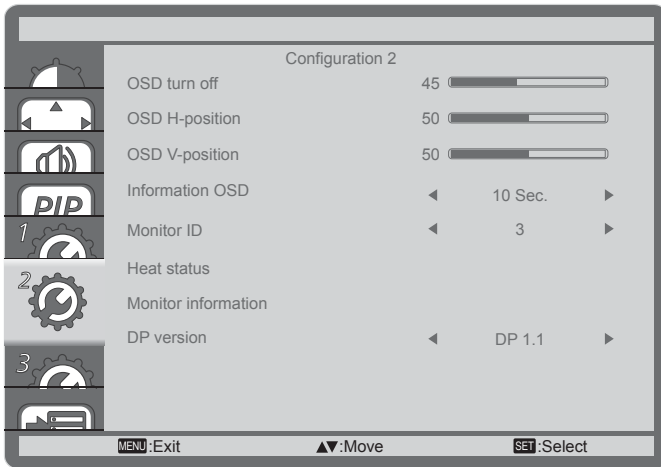 Configuration 2
OSD turn off 45
OSD H-position 50
OSD V-position 50
Information OSD 10 Sec.
PIP
1
Monitor ID 3
2
Heat status
Monitor information
DP version DP 1.1
3
MENU :Exit ▲▼:Move SET :Select